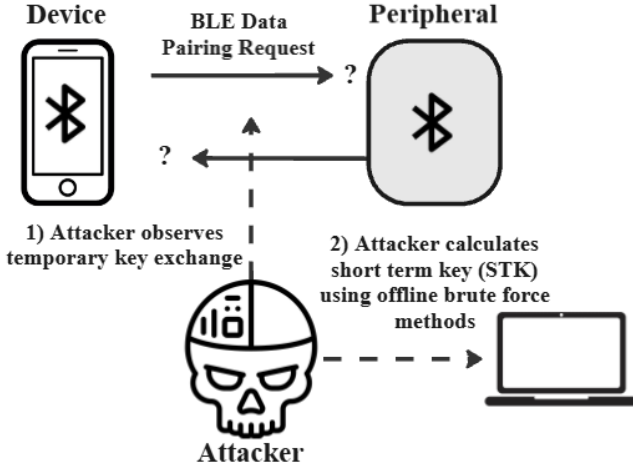 Device
BLE Data
Pairing Request
Peripheral
?
?
1) Attacker observes
temporary key exchange
2) Attacker calculates
short term key (STK)
using offline brute force
methods
Attacker